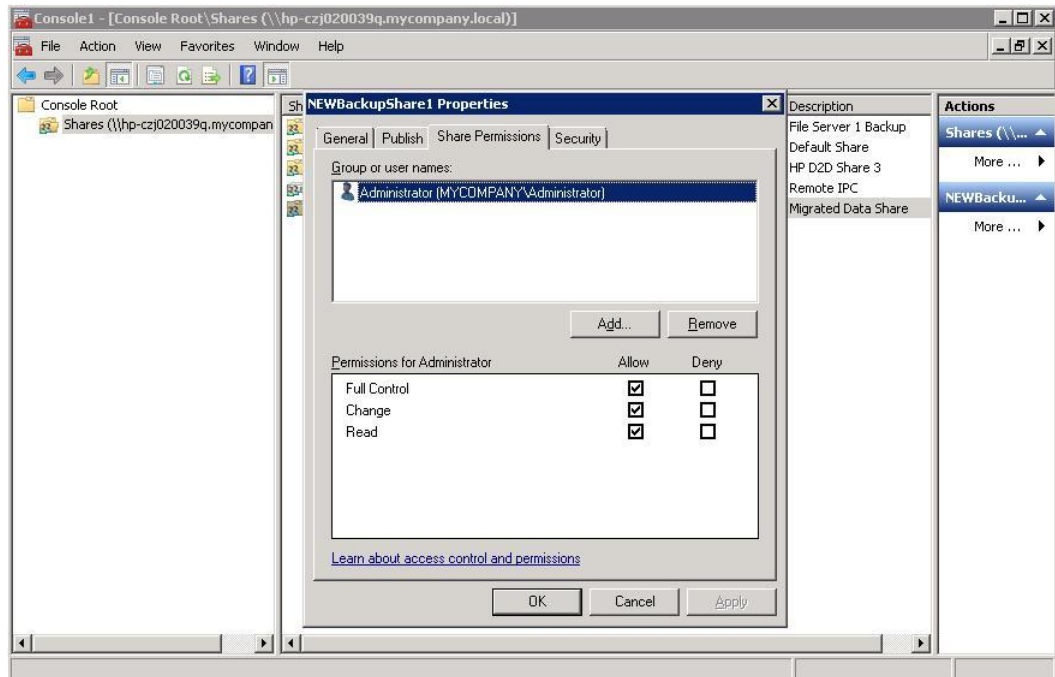 Console1 - [Console Root\Shares (\\hp-czj020039q.mycompany.local)]
File Action View Favorites Window Help
Console Root
Shares (\\hp-czj020039q.mycompan
Sh
NEWBackupShare1 Properties
General Publish Share Permissions Security
Group or user names:
Administrator (MYCOMPANY\Administrator)
Add... Remove
Permissions for Administrator Allow Deny
Full Control
Change
Read
Learn about access control and permissions
OK Cancel Apply
Description
File Server 1 Backup
Default Share
HP D2D Share 3
Remote IPC
Migrated Data Share
Actions
Shares (\\...
More ...
NEWBacku...
More ...